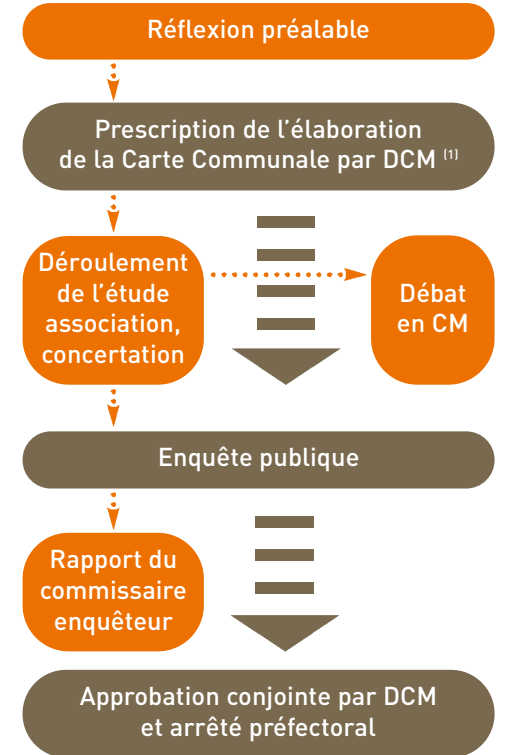 Réflexion préalable
Prescription de l'élaboration
de la Carte Communale par DCM (1)
Déroulement
de l'étude
association,
concertation
Débat
en CM
Enquête publique
Rapport du
commissaire
enquêteur
Approbation conjointe par DCM
et arrêté préfectoral